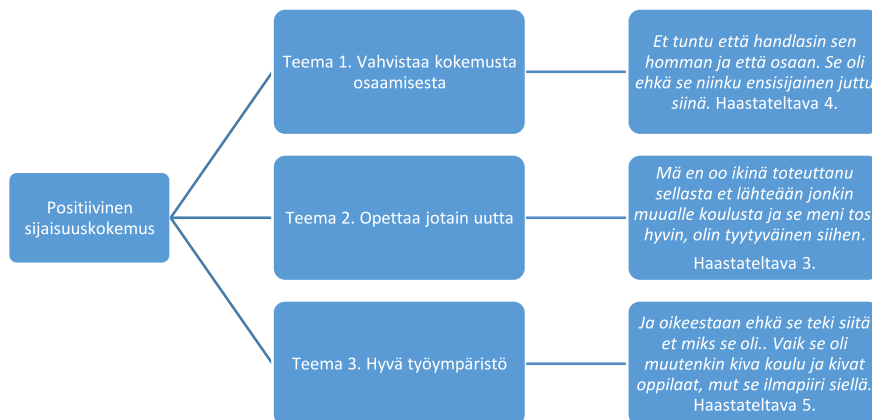 Positiivinen
sijaisuuskokemus
Teema 1. Vahvistaa kokemusta
osaamisesta
Et tuntu että handlasin sen
homman ja että osaan. Se oli
ehkä se niinku ensisijainen juttu
siinä. Haastateltava 4.
Teema 2. Opettaa jotain uutta
Mä en oo ikinä toteuttanu
sellasta et lähteään jonkin
muualle koulusta ja se meni tosi
hyvin, olin tyytyväinen siihen.
Haastateltava 3.
Teema 3. Hyvä työympäristö
Ja oikeestaan ehkä se teki siitä
et miks se oli.. Vaik se oli
muutenkin kiva koulu ja kivat
oppilaat, mut se ilmapiiri siellä.
Haastateltava 5.